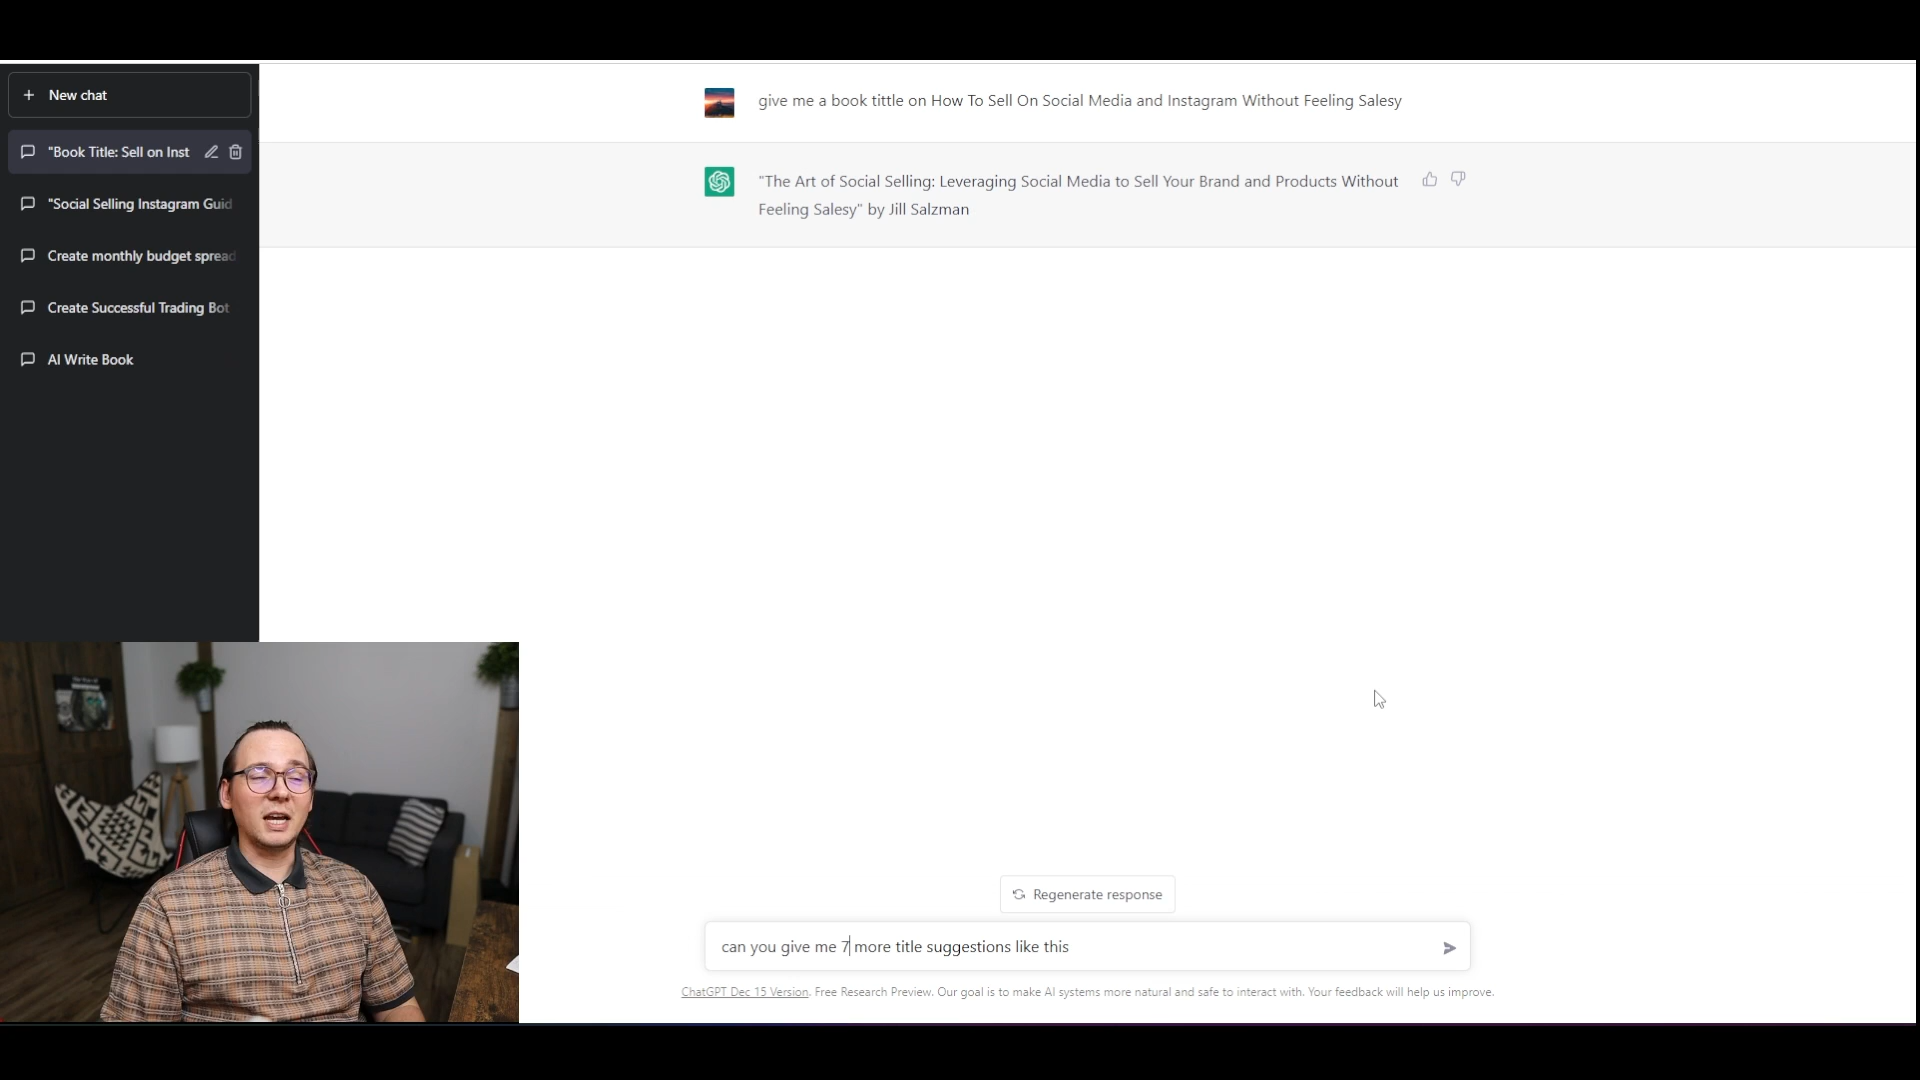 New chat
"Book Title: Sell on Inst
"Social Selling Instagram Guid
Create monthly budget spread
Create Successful Trading Bot
AI Write Book
give me a book tittle on How To Sell On Social Media and Instagram Without Feeling Salesy
"The Art of Social Selling: Leveraging Social Media to Sell Your Brand and Products Without
Feeling Salesy" by Jill Salzman
Regenerate response
can you give me 7 more title suggestions like this
ChatGPT Dec 15 Version. Free Research Preview. Our goal is to make AI systems more natural and safe to interact with. Your feedback will help us improve.